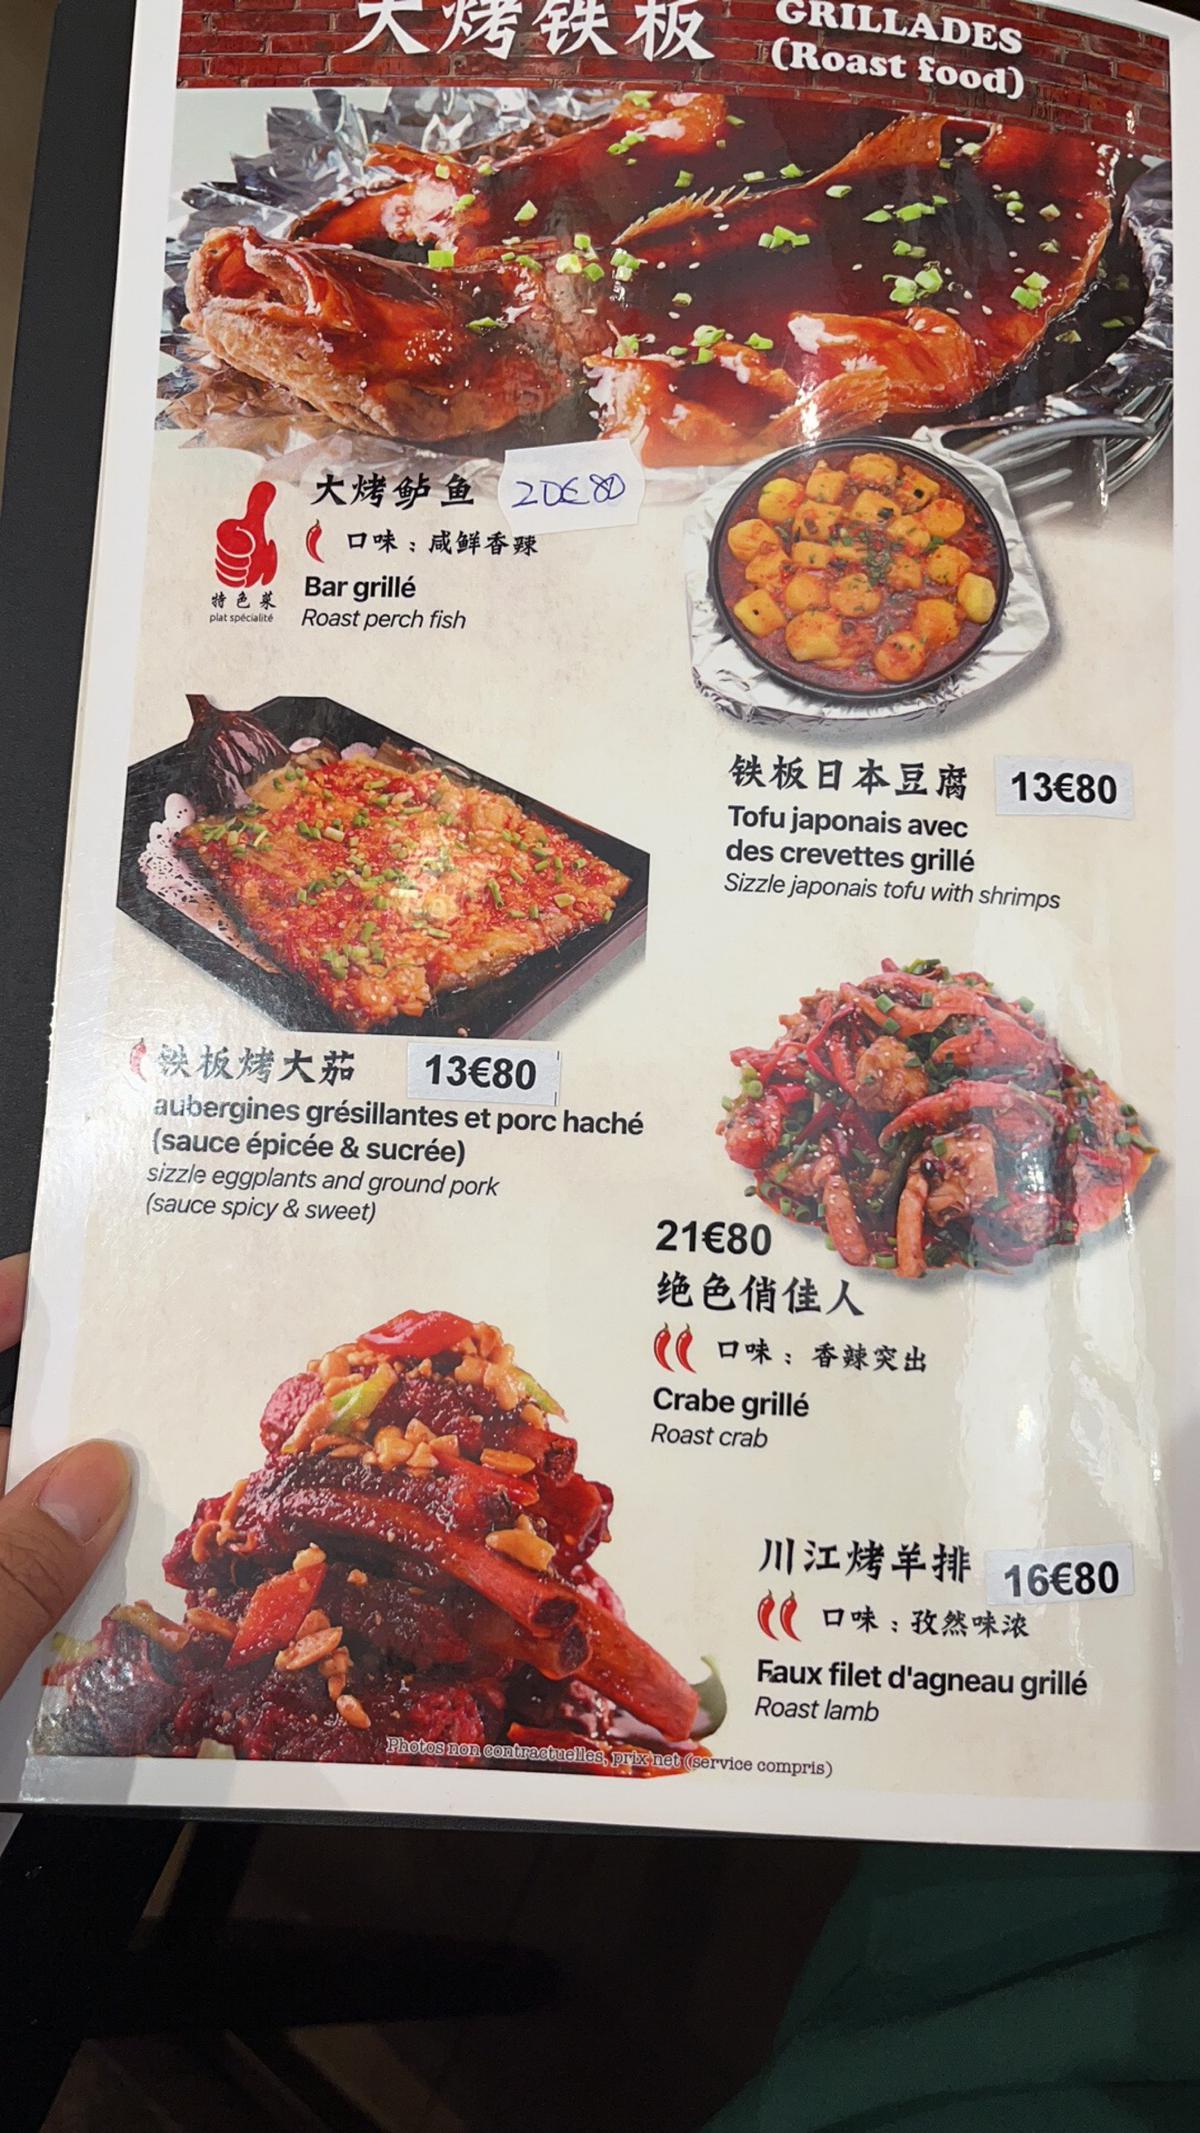 大烤铁板
GRILLADES
(Roast food)
大烤鲈鱼
20€80
口味：咸鲜香辣
Bar grillé
Roast perch fish
特色菜
plat spécialité
铁板日本豆腐
13€80
Tofu japonais avec
des crevettes grillé
Sizzle japonais tofu with shrimps
铁板烤大茄
13€80
aubergines grésillantes et porc haché
(sauce épicée & sucrée)
sizzle eggplants and ground pork
(sauce spicy & sweet)
21€80
绝色俏佳人
口味：香辣突出
Crabe grillé
Roast crab
川江烤羊排
16€80
口味：孜然味浓
Faux filet d'agneau grillé
Roast lamb
Photos non contractuelles, prix net (service compris)